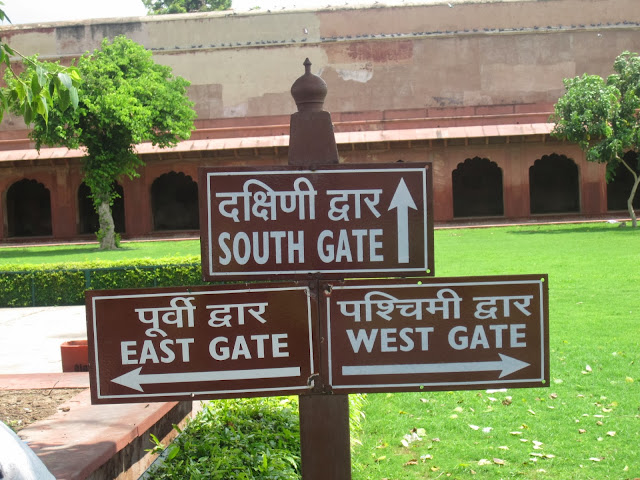 दक्षिणी द्वार
SOUTH GATE
पूर्वी द्वार
EAST GATE
पश्चिमी द्वार
WEST GATE